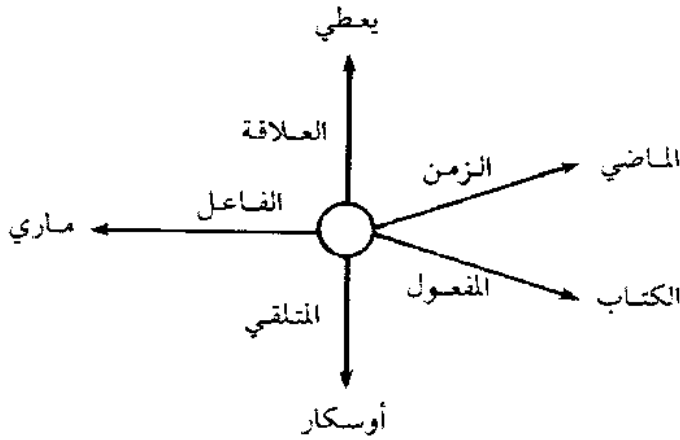 يعطي
العلاقة
الماضي
الزمن
الفاعل
ماري
المفعول
الكتاب
المتلقي
أوسكار